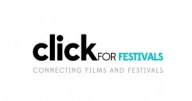 click FOR FESTIVALS
CONNECTING FILMS AND FESTIVALS